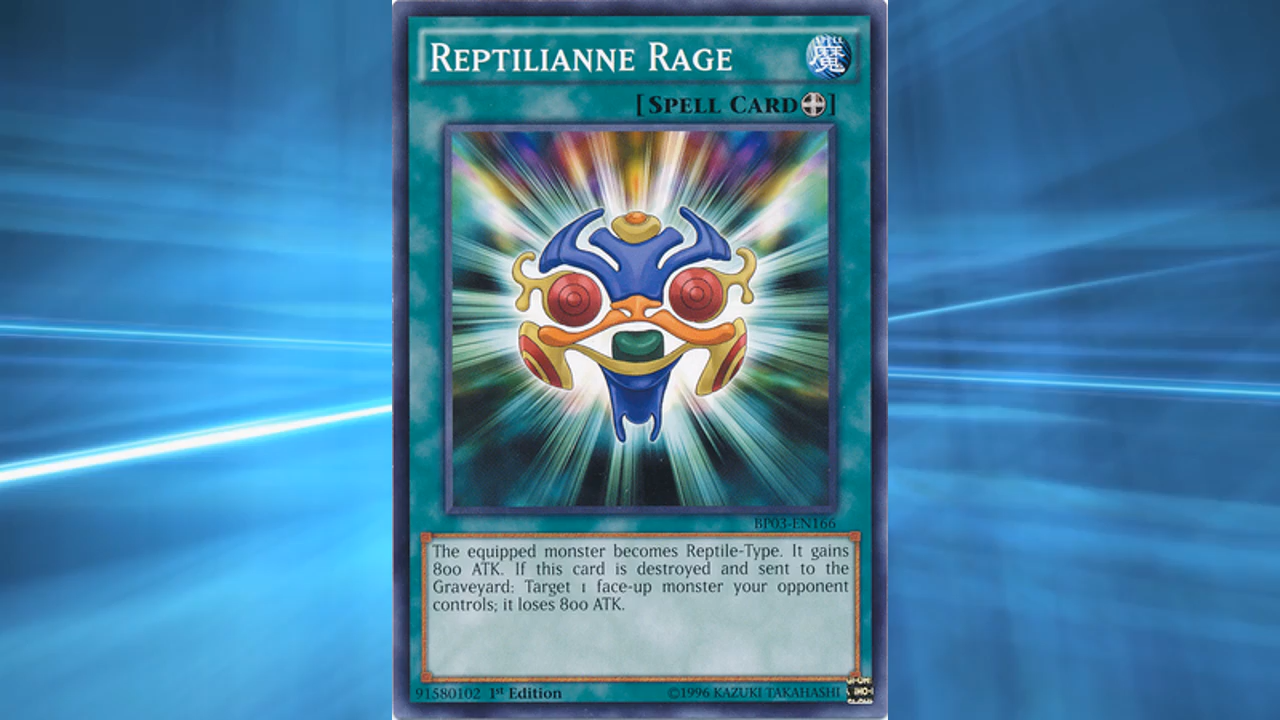 REPTILIANNE RAGE
SPELL
魔
[SPELL CARD]
BP03-EN166
The equipped monster becomes Reptile-Type. It gains
800 ATK. If this card is destroyed and sent to the
Graveyard: Target 1 face-up monster your opponent
controls; it loses 800 ATK.
91580102 1st Edition
©1996 KAZUKI TAKAHASHI